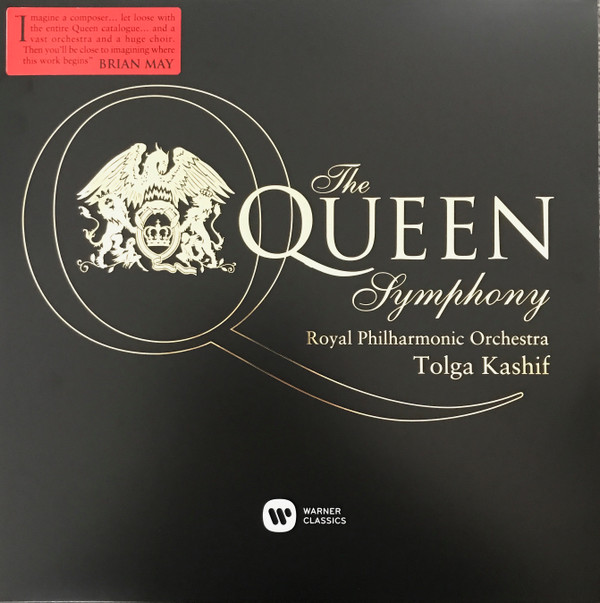 Imagine a composer... let loose with
the entire Queen catalogue... and a
vast orchestra and a huge choir.
Then you'll be close to imagining where
this work begins" BRIAN MAY
The
QUEEN
Symphony
Royal Philharmonic Orchestra
Tolga Kashif
WARNER
CLASSICS